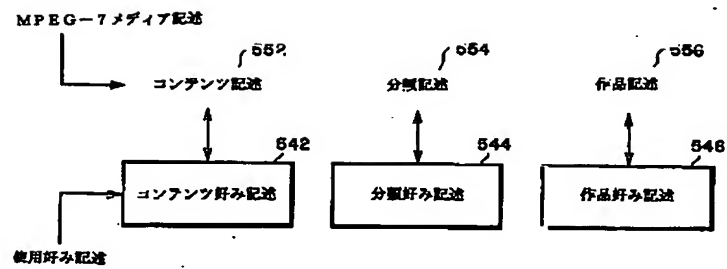 MPEG-7メディア記述
552 554 556
コンテンツ記述 分類記述 作品記述
542 544 546
コンテンツ好み記述 分類好み記述 作品好み記述
使用好み記述